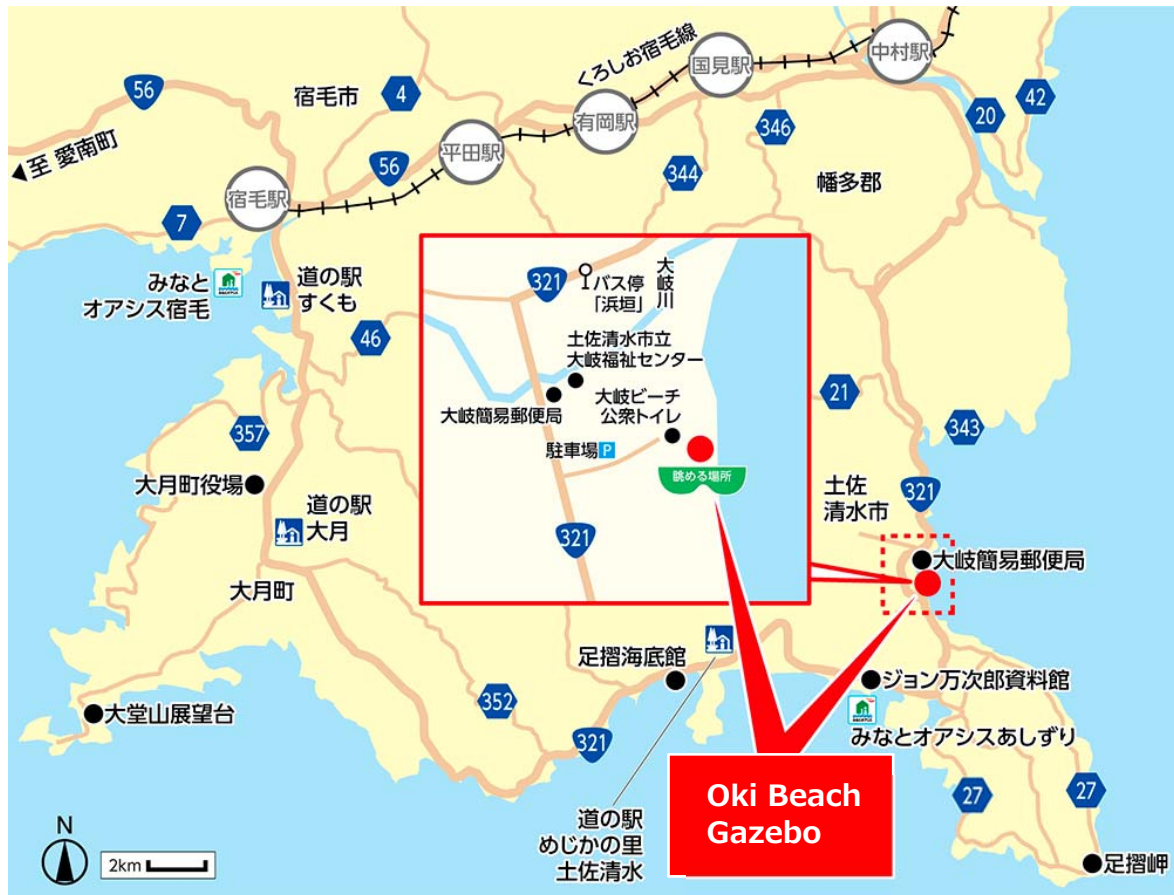 56
宿毛市
4
くろしお宿毛線
国見駅
中村駅
42
20
有岡駅
346
平田駅
◀至 愛南町
56
344
幡多郡
宿毛駅
7
みなと
オアシス宿毛
道の駅
すくも
46
321
バス停
「浜垣」
大岐川
土佐清水市立
大岐福祉センター
大岐簡易郵便局
大岐ビーチ
公衆トイレ
駐車場 P
眺める場所
321
21
343
357
大月町役場
道の駅
大月
大月町
土佐
清水市
321
大岐簡易郵便局
足摺海底館
ジョン万次郎資料館
みなとオアシスあしずり
352
大堂山展望台
321
Oki Beach
Gazebo
27
27
道の駅
めじかの里
土佐清水
足摺岬
N
2km